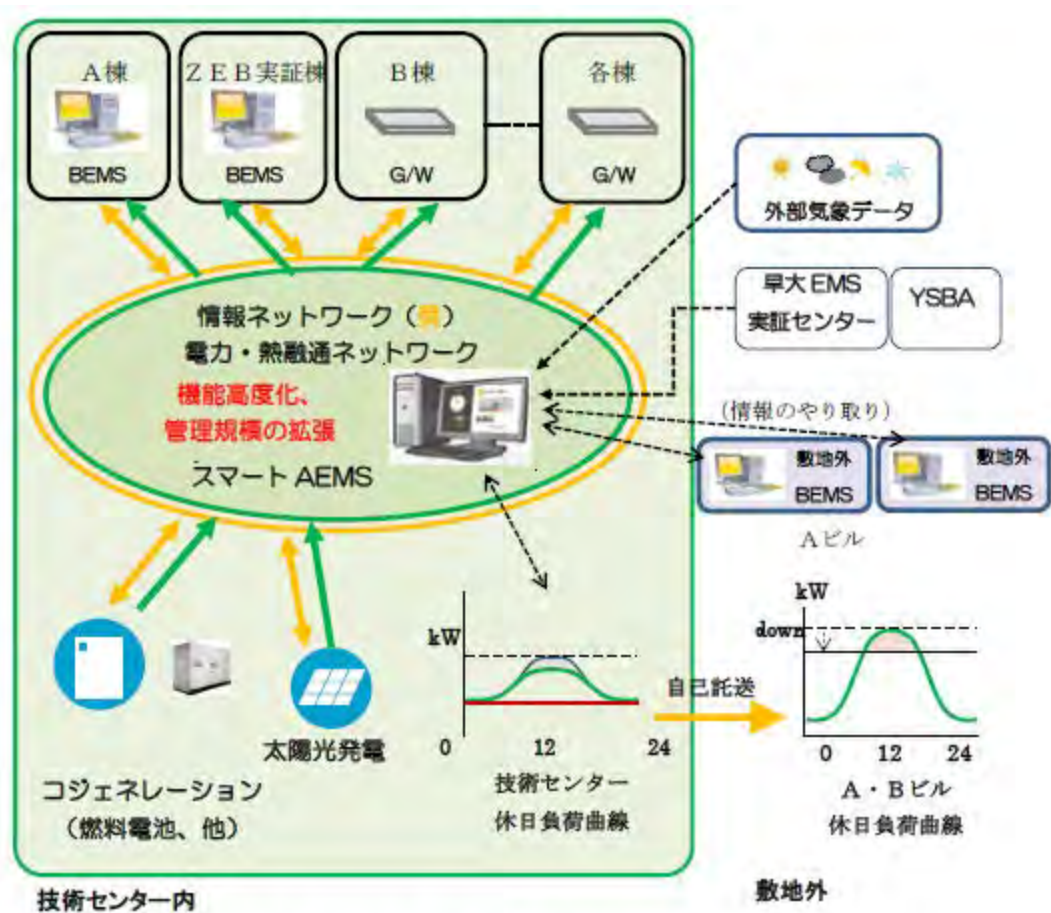 A棟
ZEB実証棟
B棟
各棟
BEMS
BEMS
G/W
G/W
外部気象データ
早大EMS
実証センター
YSBA
情報ネットワーク（橙）
電力・熱融通ネットワーク
機能高度化、
管理規模の拡張
スマートAEMS
（情報のやり取り）
敷地外
BEMS
敷地外
BEMS
Aビル
kW
down
kW
自己託送
太陽光発電
0 12 24
0 12 24
コジェネレーション
（燃料電池、他）
技術センター
休日負荷曲線
A・Bビル
休日負荷曲線
技術センター内
敷地外